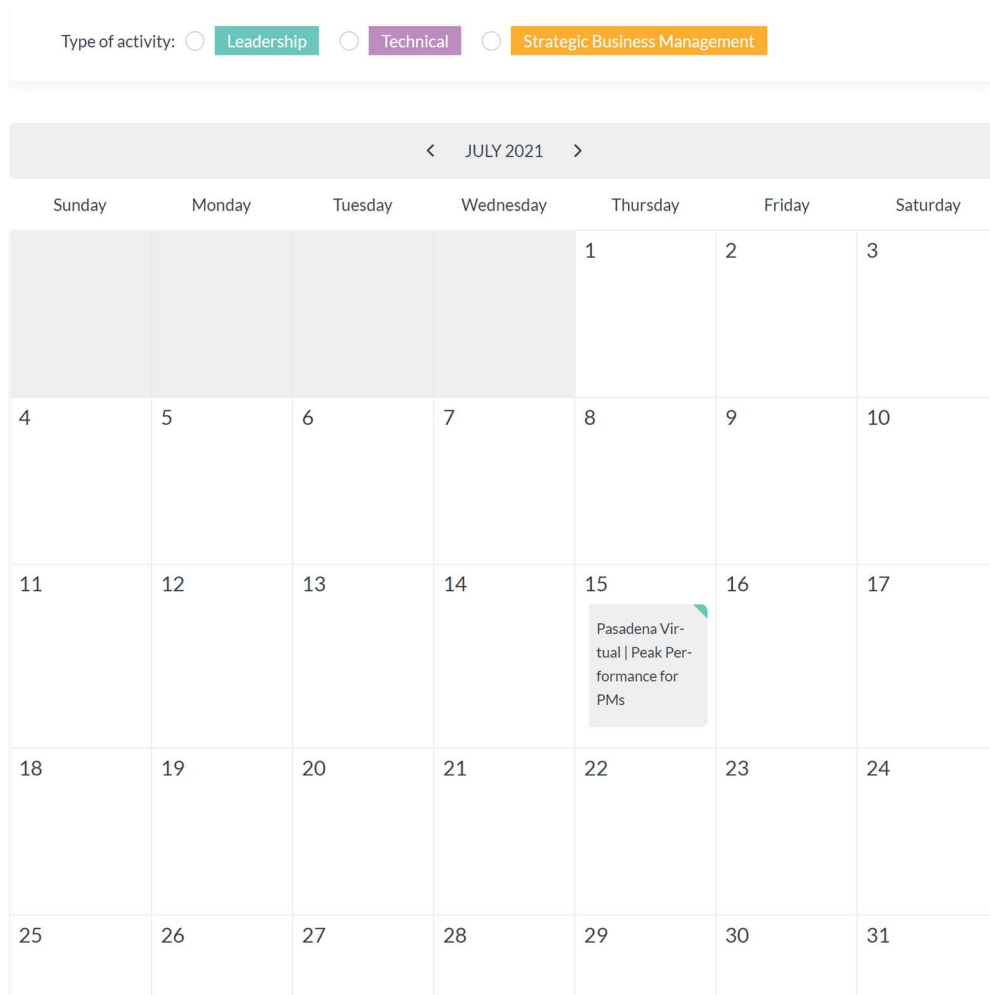 Type of activity: Leadership Technical Strategic Business Management
JULY 2021
Sunday Monday Tuesday Wednesday Thursday Friday Saturday
1 2 3
4 5 6 7 8 9 10
11 12 13 14 15 16 17
Pasadena Vir-
tual | Peak Per-
formance for
PMs
18 19 20 21 22 23 24
25 26 27 28 29 30 31